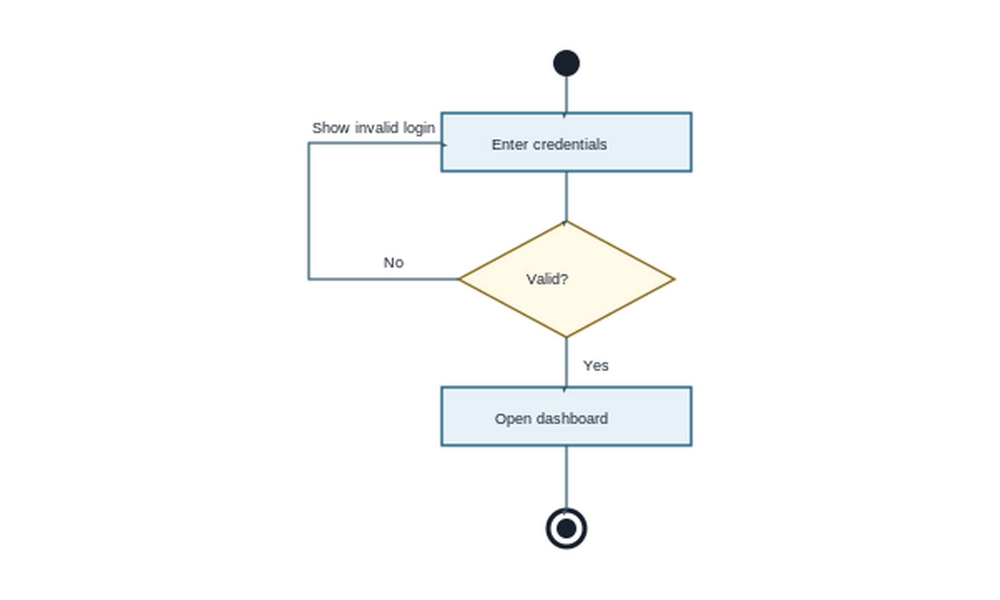 Show invalid login
Enter credentials
No
Valid?
Yes
Open dashboard